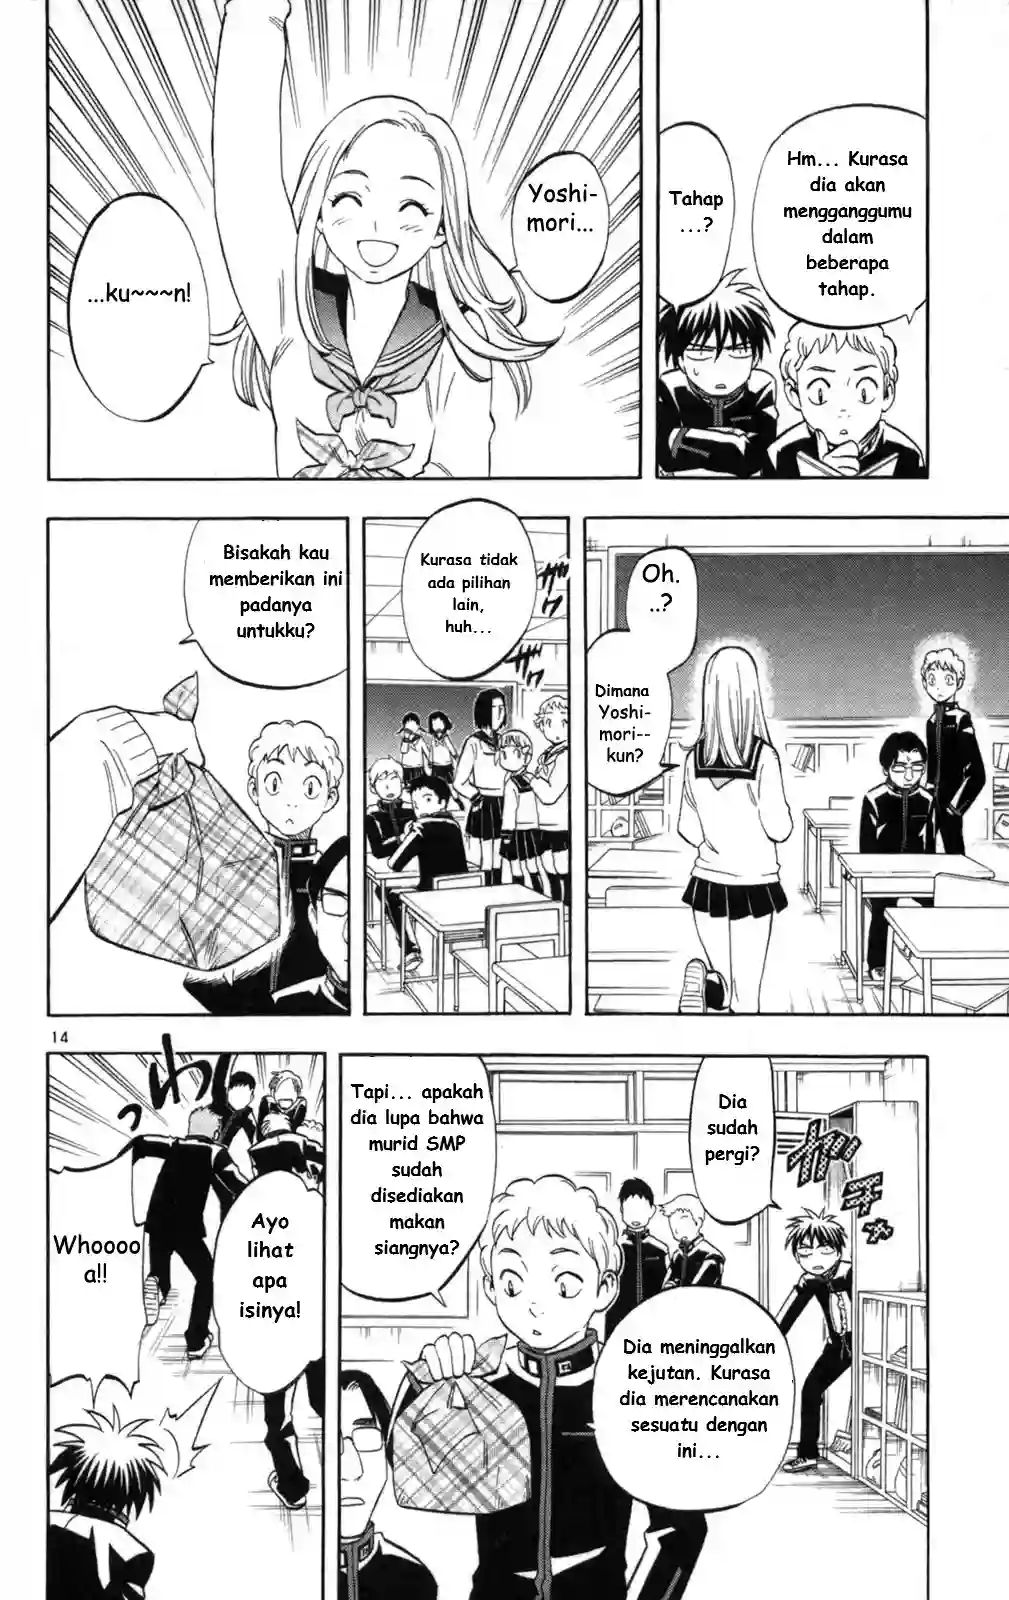 Hm... Kurasa
dia akan
mengganggumu
dalam
beberapa
tahap.
Tahap
...?
Yoshi-
mori...
...ku~~~n!
Oh.
..?
Dimana
Yoshi-
mori--
kun?
Kurasa tidak
ada pilihan
lain,
huh...
Bisakah kau
memberikan ini
padanya
untukku?
14
Dia
sudah
pergi?
Tapi... apakah
dia lupa bahwa
murid SMP
sudah
disediakan
makan
siangnya?
Dia meninggalkan
kejutan. Kurasa
dia merencanakan
sesuatu dengan
ini...
Ayo
lihat
apa
isinya!
Whoooo
a!!